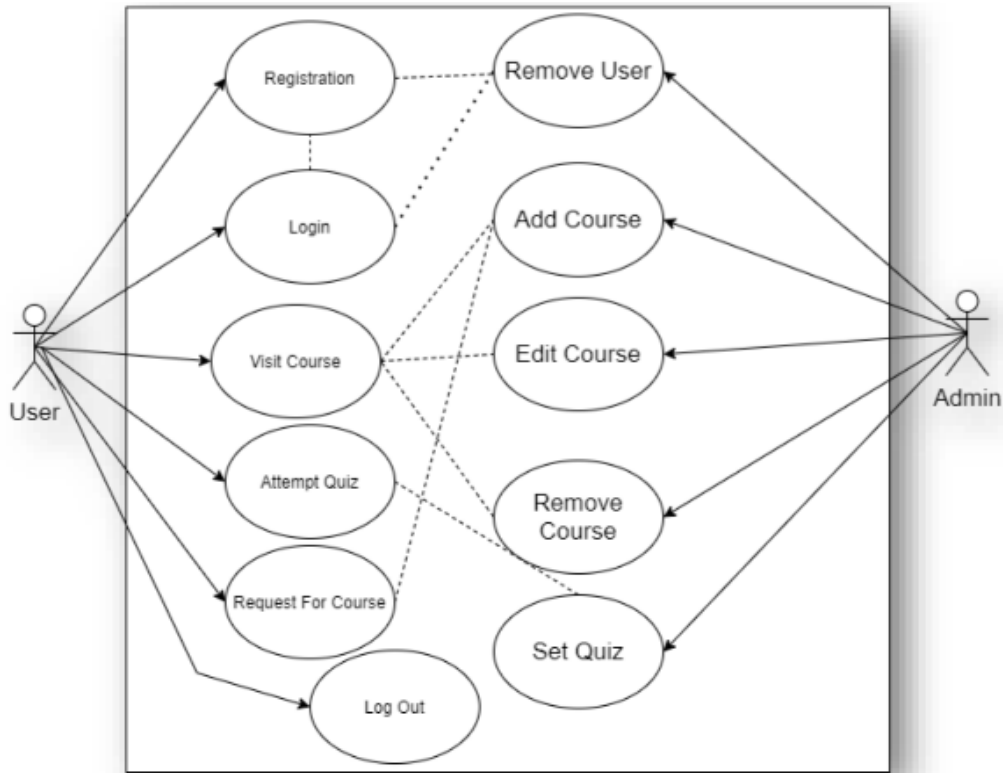 Registration
Remove User
Login
Add Course
Visit Course
Edit Course
User
Admin
Attempt Quiz
Remove
Course
Request For Course
Set Quiz
Log Out